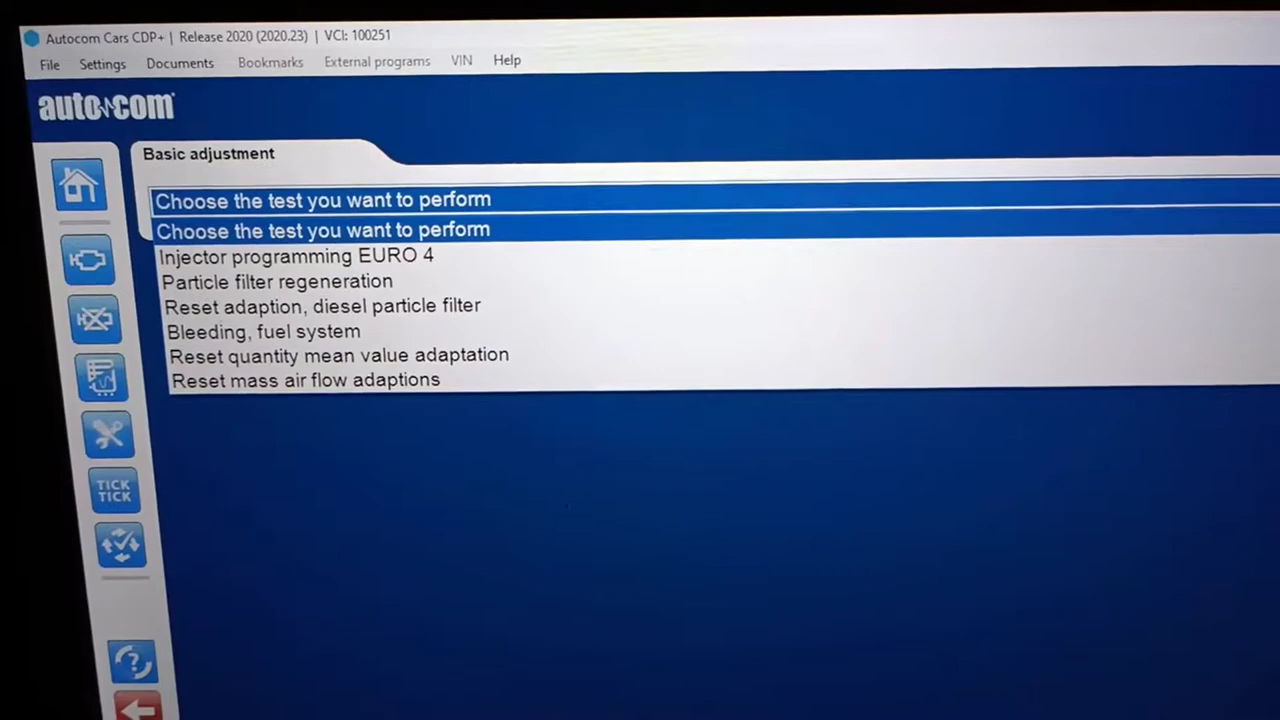 Autocom Cars CDP+ | Release 2020 (2020.23) | VCI: 100251
File Settings Documents Bookmarks External programs VIN Help
auto com
Basic adjustment
Choose the test you want to perform
Choose the test you want to perform
Injector programming EURO 4
Particle filter regeneration
Reset adaption, diesel particle filter
Bleeding, fuel system
Reset quantity mean value adaptation
Reset mass air flow adaptions
TICK
TICK
?